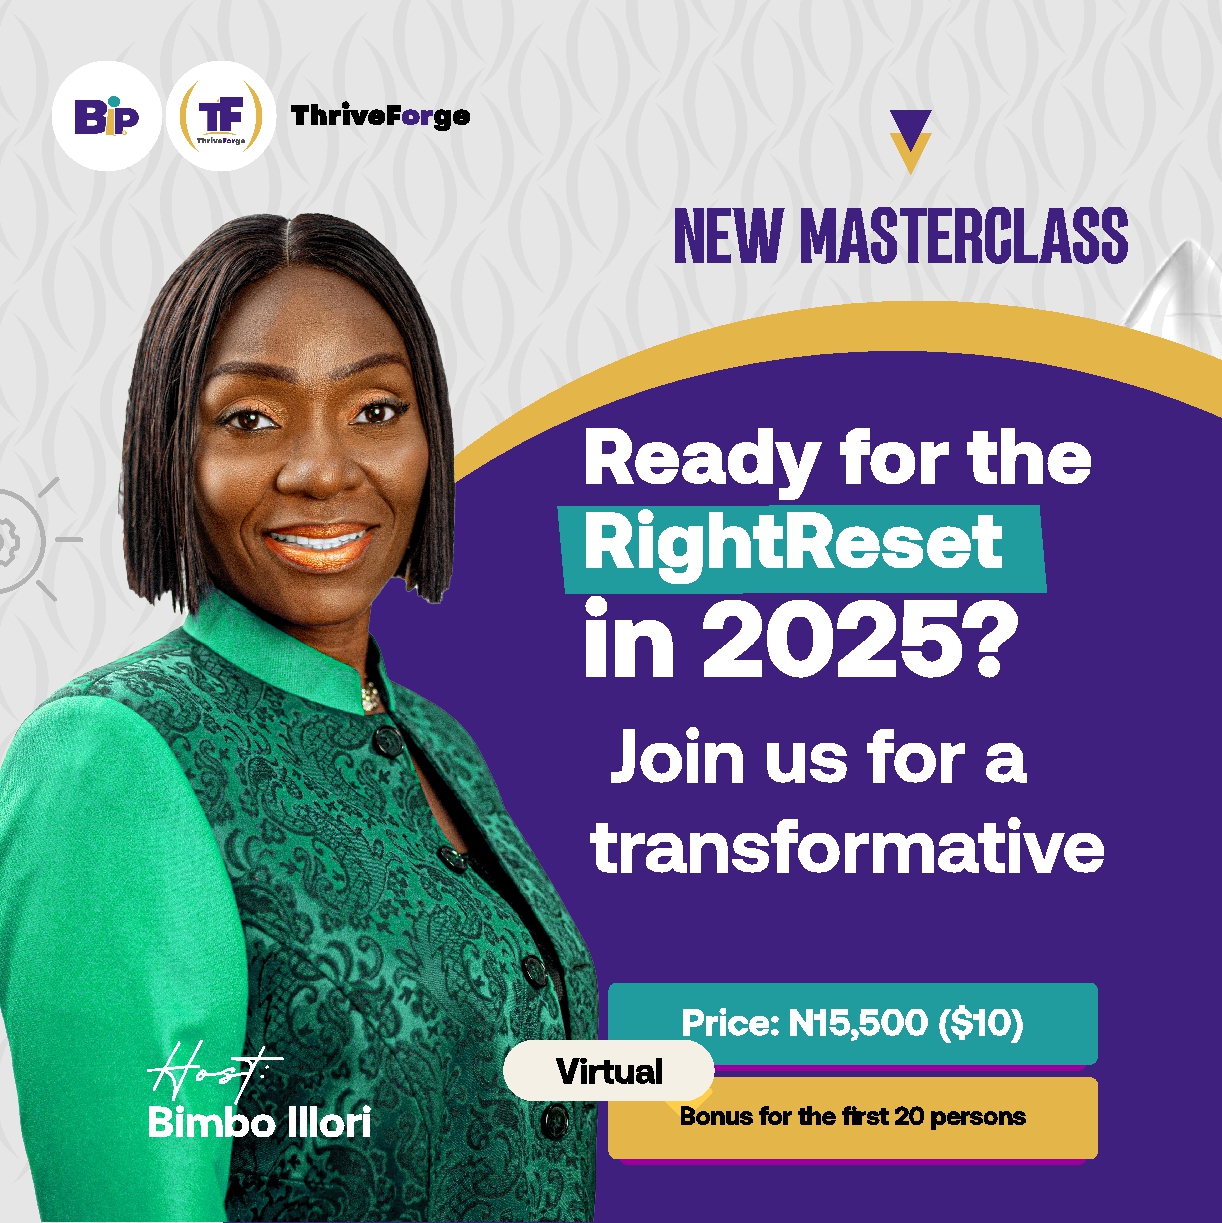 BiP
TF
ThriveForge
ThriveForge
NEW MASTERCLASS
Ready for the
RightReset
in 2025?
Join us for a
transformative
Price: N15,500 ($10)
Virtual
Bonus for the first 20 persons
Host:
Bimbo Illori